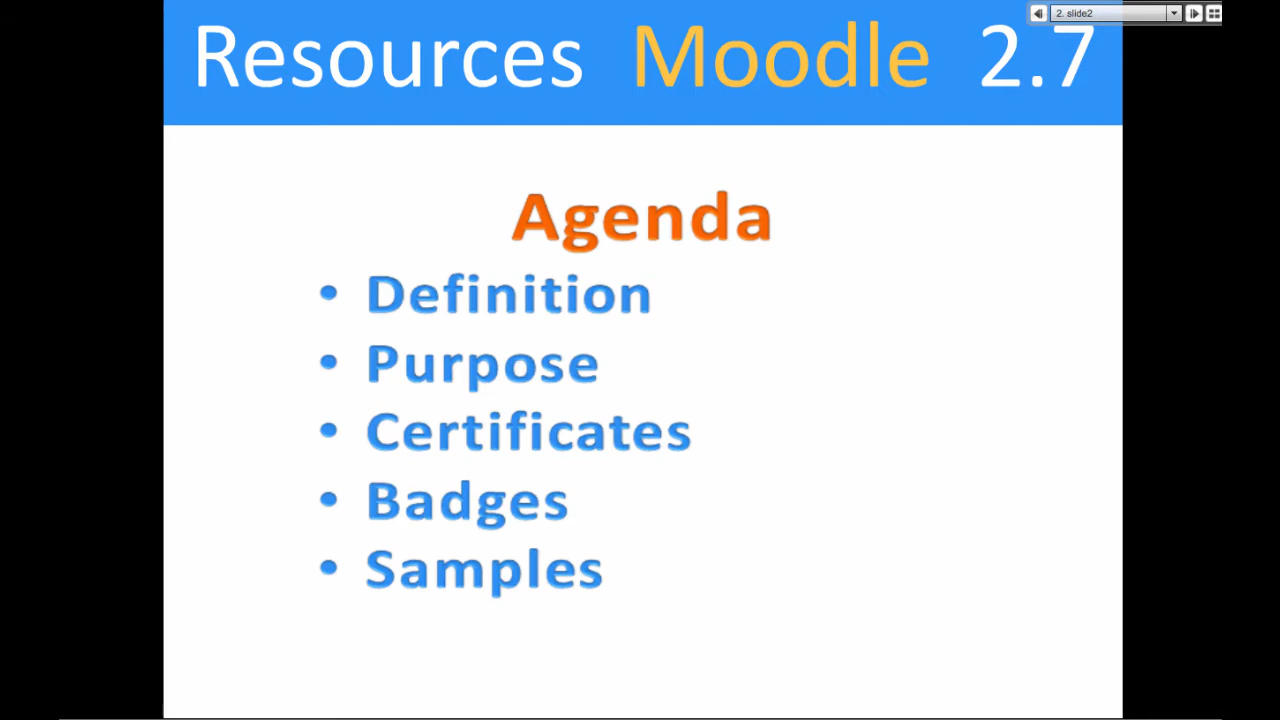 2. slide2
Resources Moodle 2.7
Agenda
• Definition
• Purpose
• Certificates
• Badges
• Samples